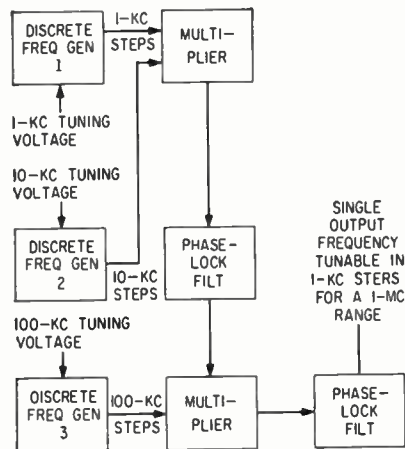 DISCRETE
FREQ GEN
1
1-KC
STEPS
MULTI-
PLIER
1-KC TUNING
VOLTAGE
10-KC TUNING
VOLTAGE
DISCRETE
FREQ GEN
2
10-KC
STEPS
PHASE-
LOCK
FILT
SINGLE
OUTPUT
FREQUENCY
TUNABLE IN
1-KC STERS
FOR A 1-MC
RANGE
100-KC TUNING
VOLTAGE
OISCRETE
FREQ GEN
3
100-KC
STEPS
MULTI-
PLIER
PHASE-
LOCK
FILT